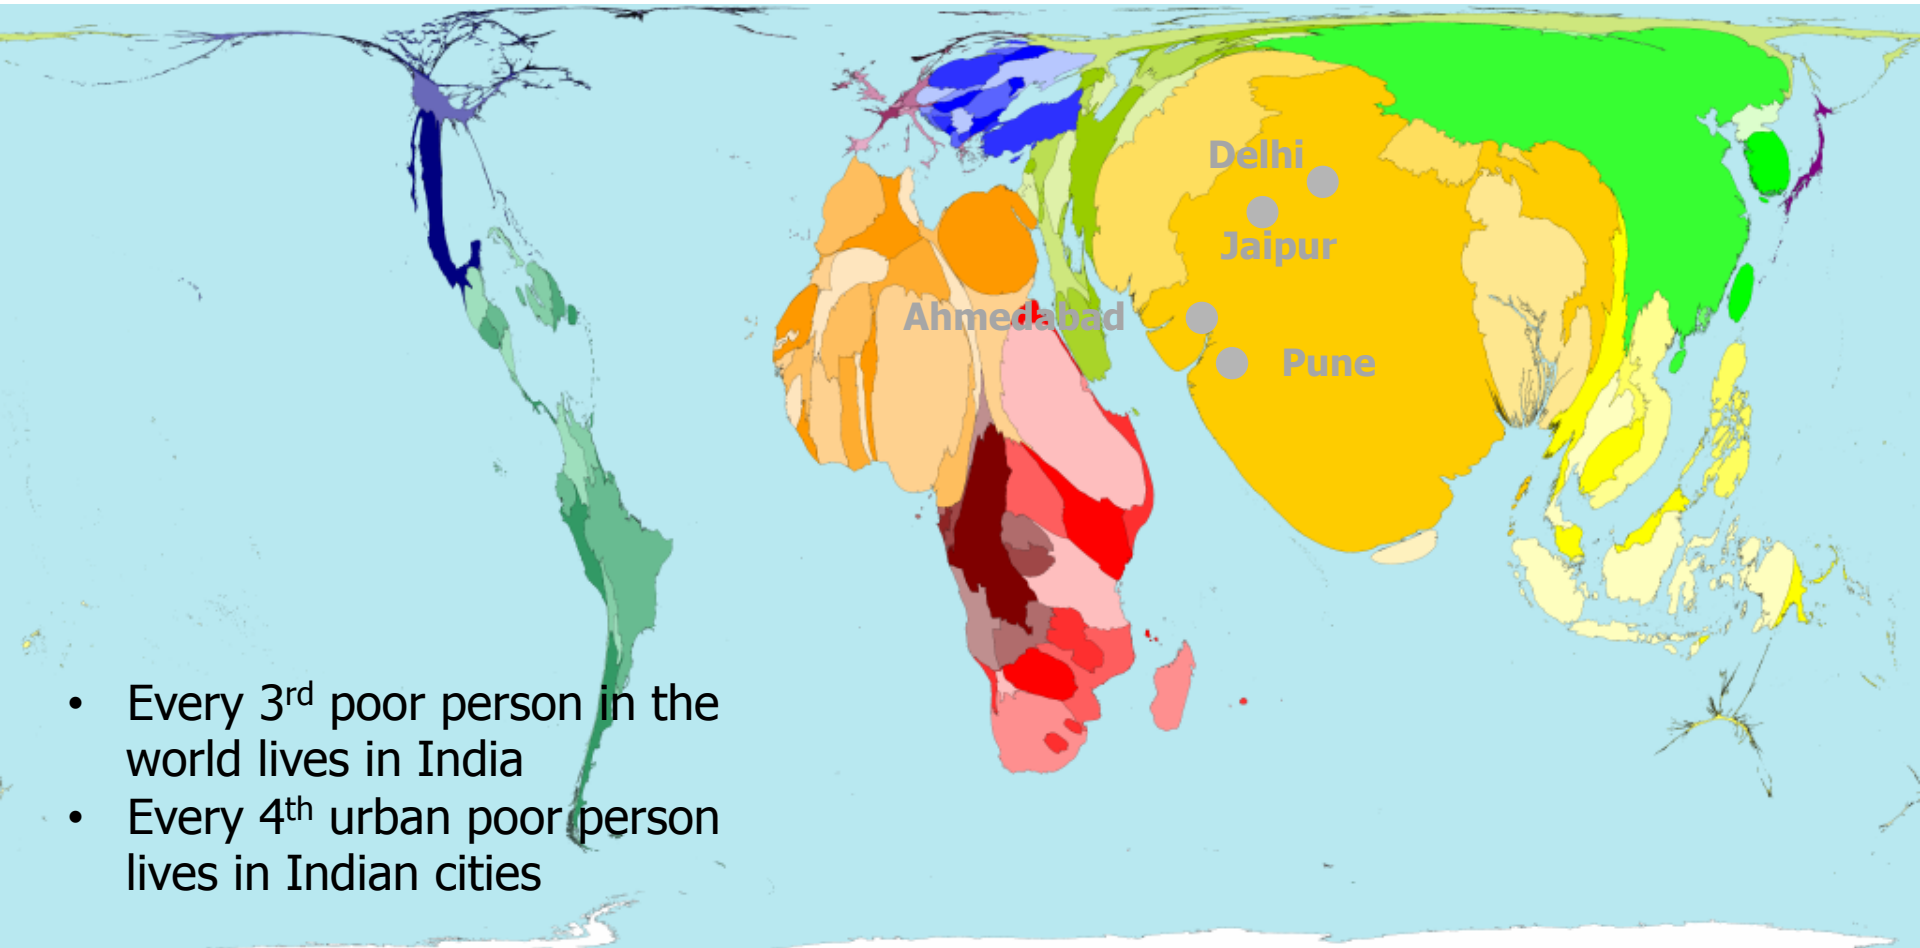 Delhi
Jaipur
Ahmedabad
Pune
• Every 3rd poor person in the
world lives in India
• Every 4th urban poor person
lives in Indian cities